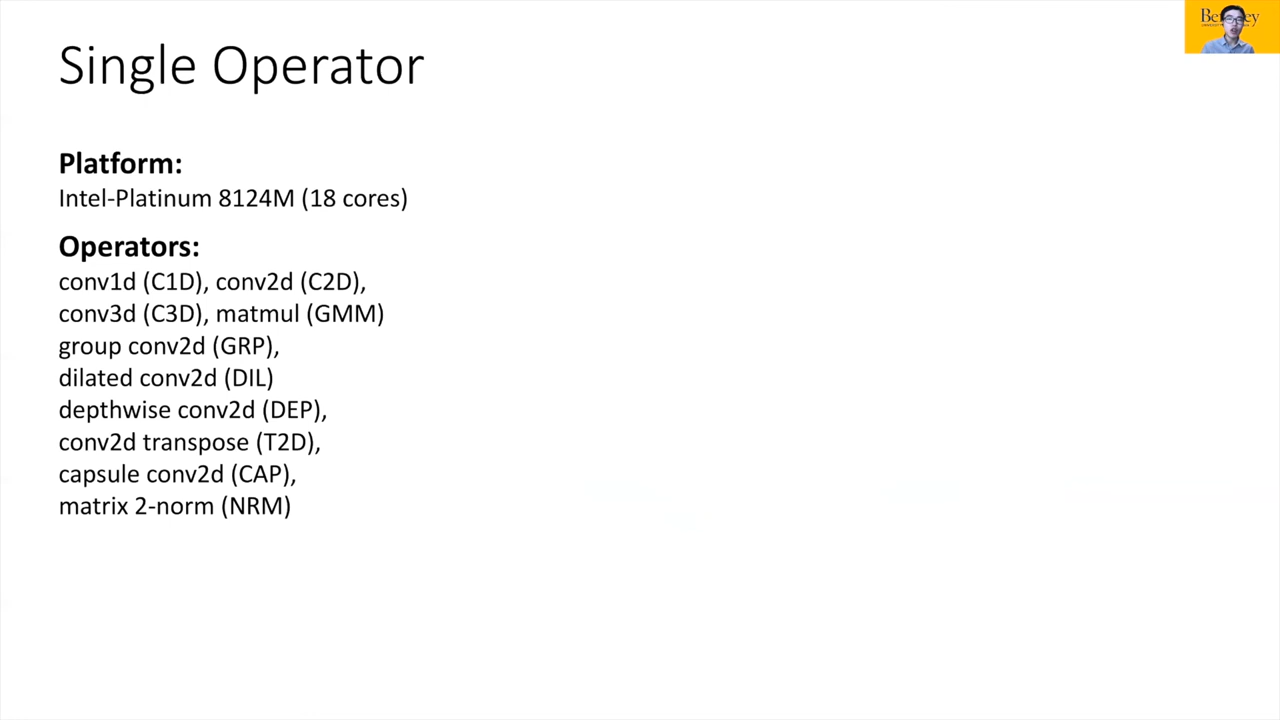 Single Operator
Platform:
Intel-Platinum 8124M (18 cores)
Operators:
conv1d (C1D), conv2d (C2D),
conv3d (C3D), matmul (GMM)
group conv2d (GRP),
dilated conv2d (DIL)
depthwise conv2d (DEP),
conv2d transpose (T2D),
capsule conv2d (CAP),
matrix 2-norm (NRM)